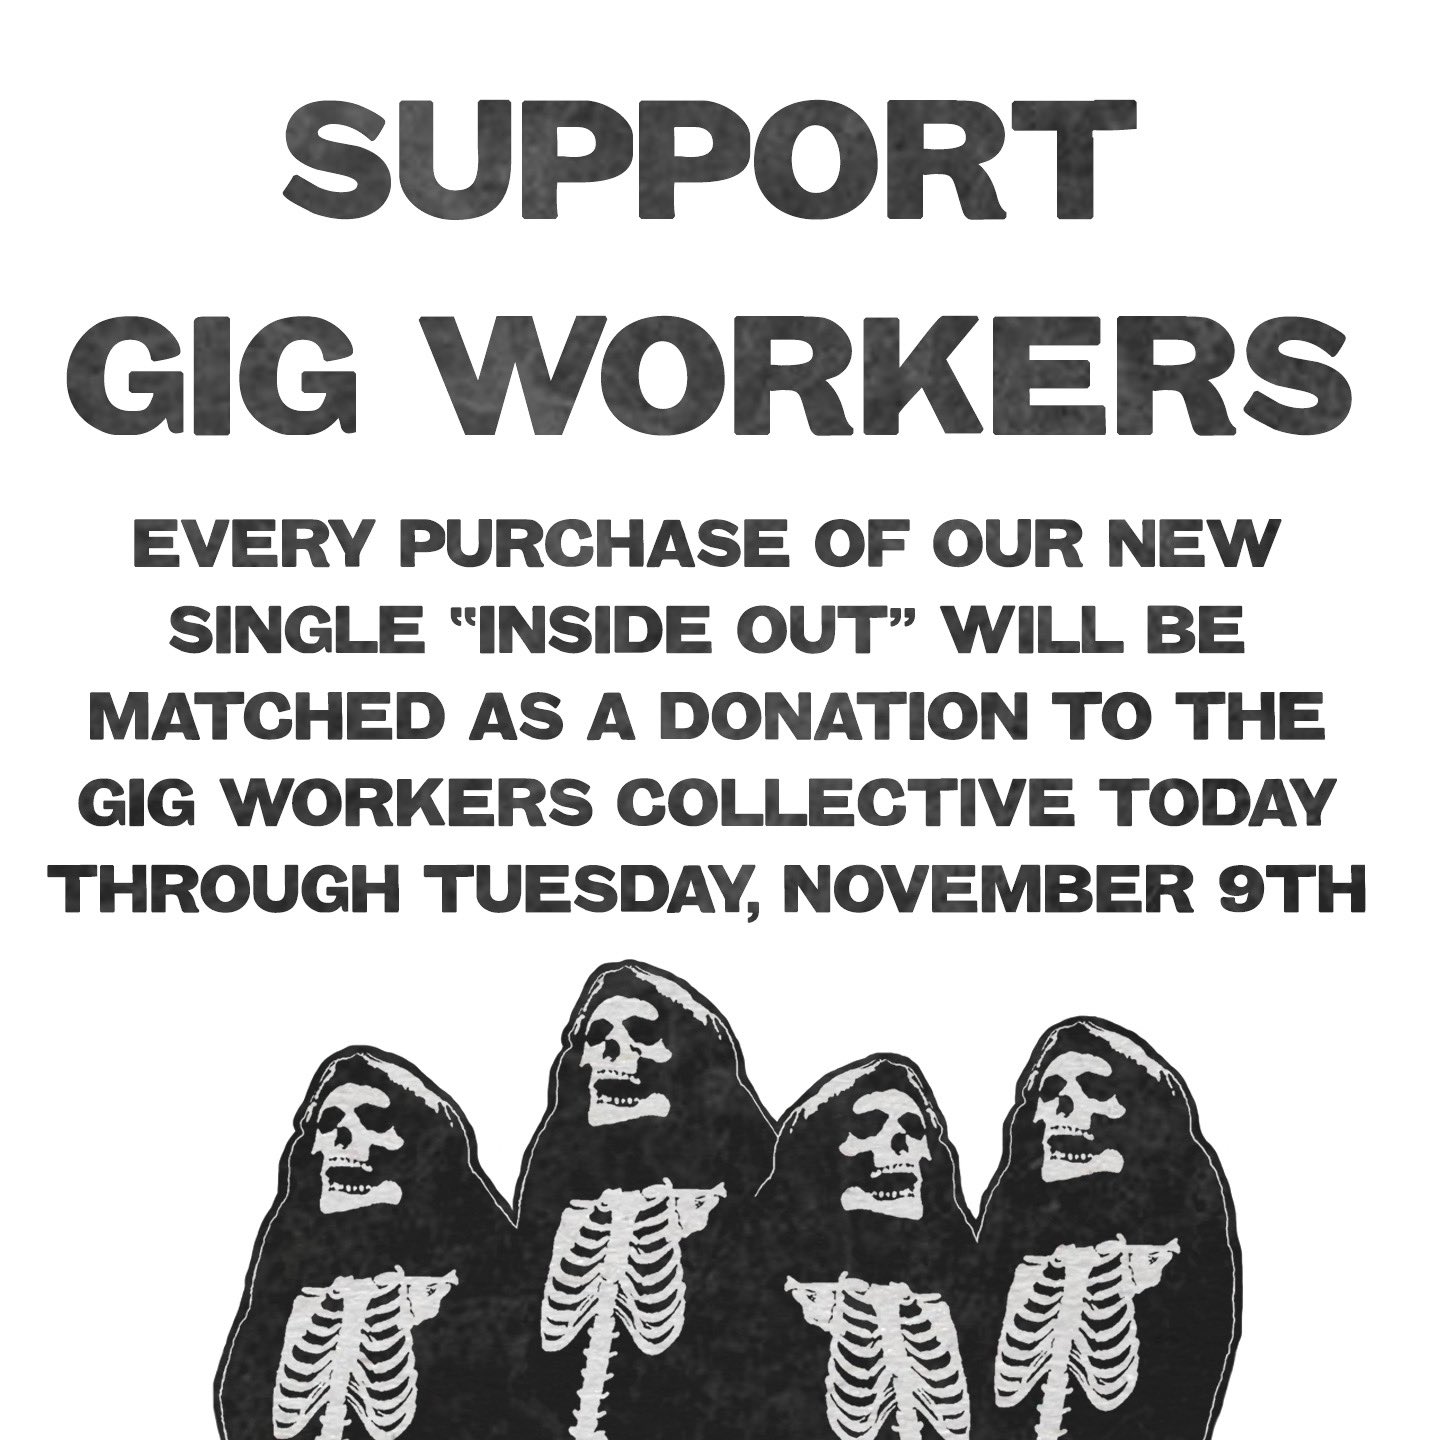 SUPPORT
GIG WORKERS
EVERY PURCHASE OF OUR NEW
SINGLE “INSIDE OUT” WILL BE
MATCHED AS A DONATION TO THE
GIG WORKERS COLLECTIVE TODAY
THROUGH TUESDAY, NOVEMBER 9TH